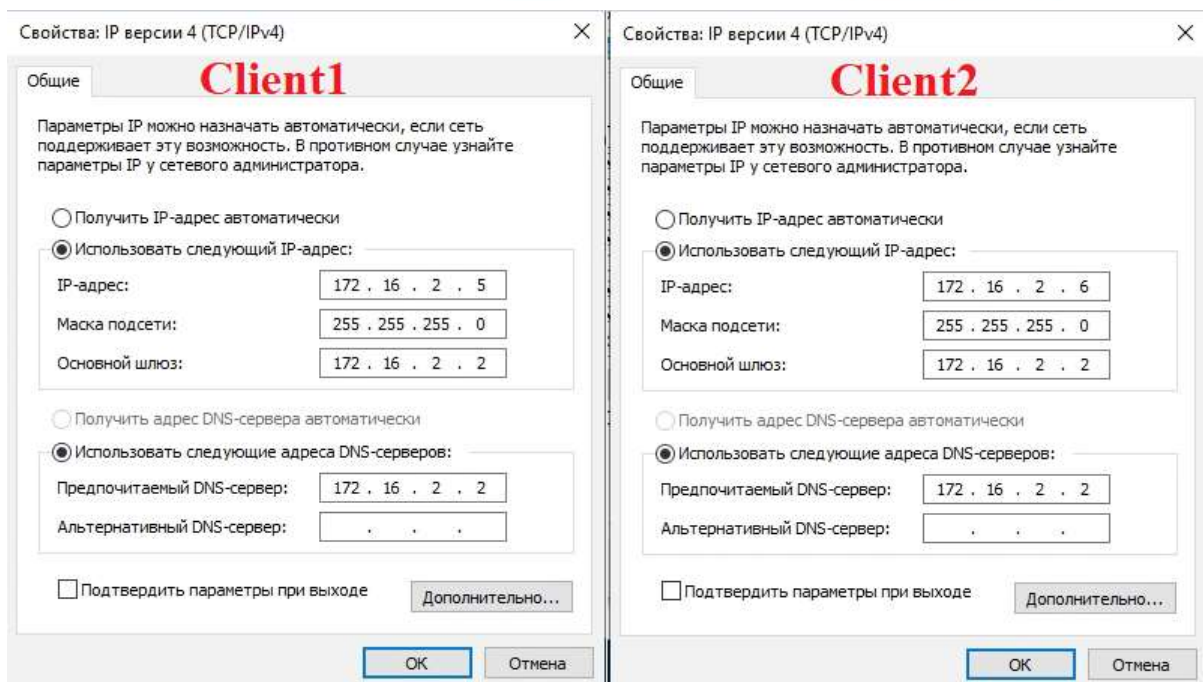 Свойства: IP версии 4 (TCP/IPv4)
Общие
Client1
Параметры IP можно назначать автоматически, если сеть
поддерживает эту возможность. В противном случае узнайте
параметры IP у сетевого администратора.
Получить IP-адрес автоматически
Использовать следующий IP-адрес:
IP-адрес: 172 . 16 . 2 . 5
Маска подсети: 255 . 255 . 255 . 0
Основной шлюз: 172 . 16 . 2 . 2
Получить адрес DNS-сервера автоматически
Использовать следующие адреса DNS-серверов:
Предпочитаемый DNS-сервер: 172 . 16 . 2 . 2
Альтернативный DNS-сервер: . . .
Подтвердить параметры при выходе
Дополнительно...
OK
Отмена
Свойства: IP версии 4 (TCP/IPv4)
Общие
Client2
Параметры IP можно назначать автоматически, если сеть
поддерживает эту возможность. В противном случае узнайте
параметры IP у сетевого администратора.
Получить IP-адрес автоматически
Использовать следующий IP-адрес:
IP-адрес: 172 . 16 . 2 . 6
Маска подсети: 255 . 255 . 255 . 0
Основной шлюз: 172 . 16 . 2 . 2
Получить адрес DNS-сервера автоматически
Использовать следующие адреса DNS-серверов:
Предпочитаемый DNS-сервер: 172 . 16 . 2 . 2
Альтернативный DNS-сервер: . . .
Подтвердить параметры при выходе
Дополнительно...
OK
Отмена